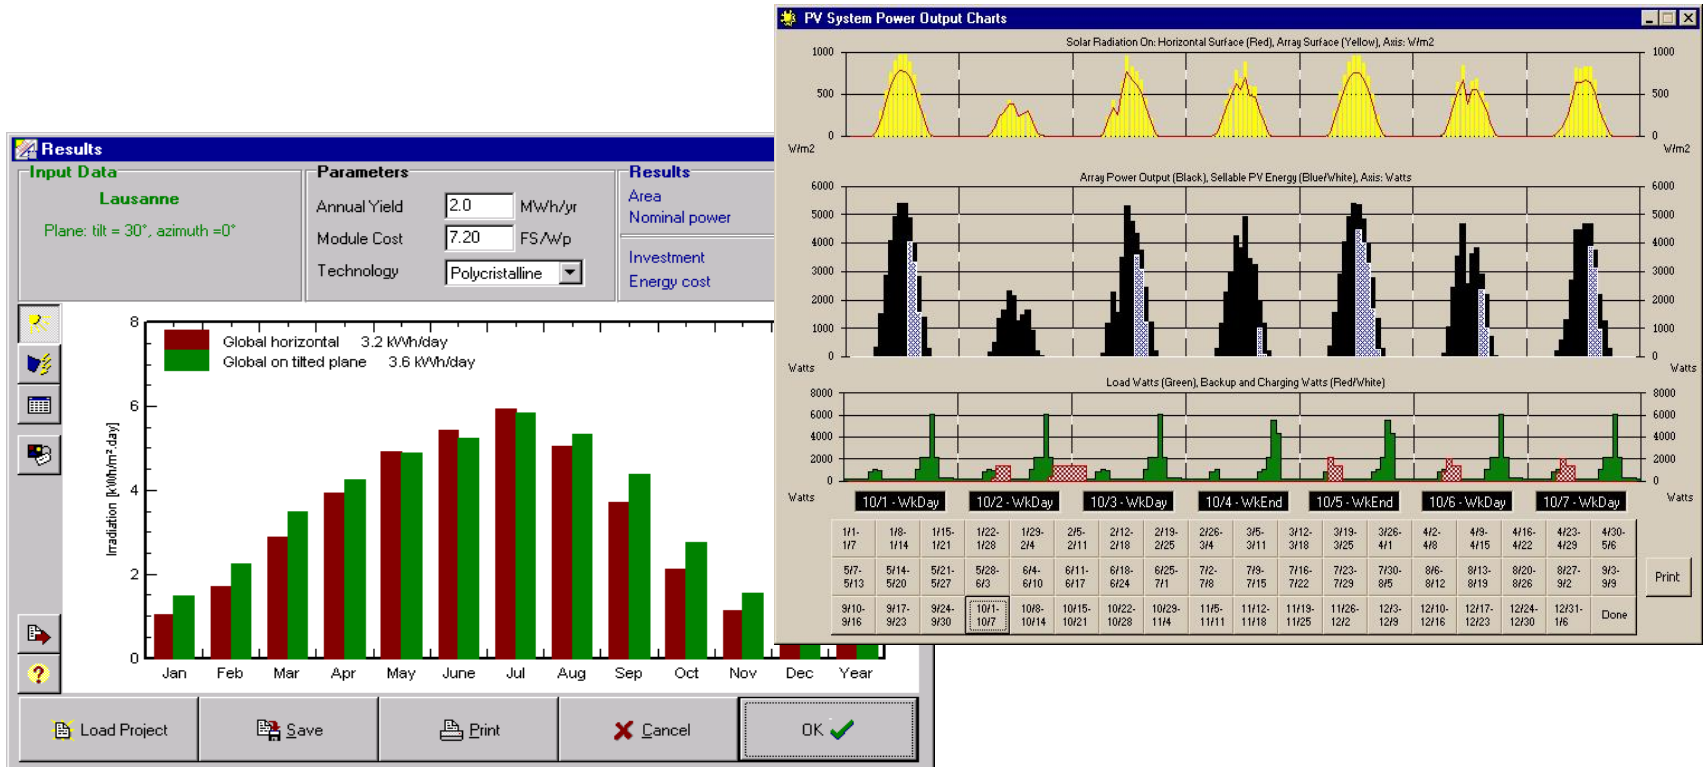 Results
Input Data
Lausanne
Plane: tilt = 30°, azimuth =0°
Parameters
Annual Yield 2.0 MWh/yr
Module Cost 7.20 FS/Wp
Technology Polycristalline
Results
Area
Nominal power
Investment
Energy cost
Global horizontal 3.2 kWh/day
Global on tilted plane 3.6 kWh/day
Irradiation [kWh/m².day]
8
6
4
2
0
Jan Feb Mar Apr May June Jul Aug Sep Oct Nov Dec Year
Load Project Save Print Cancel OK
PV System Power Output Charts
Solar Radiation On: Horizontal Surface (Red), Array Surface (Yellow), Axis: W/m2
1000 1000
500 500
0 0
W/m2 W/m2
Array Power Output (Black), Sellable PV Energy (Blue/White), Axis: Watts
6000 6000
5000 5000
4000 4000
3000 3000
2000 2000
1000 1000
0 0
Watts Watts
Load Watts (Green), Backup and Charging Watts (Red/White)
8000 8000
6000 6000
4000 4000
2000 2000
0 0
Watts Watts
10/1 - WkDay 10/2 - WkDay 10/3 - WkDay 10/4 - WkEnd 10/5 - WkEnd 10/6 - WkDay 10/7 - WkDay
1/1- 1/8- 1/15- 1/22- 1/29- 2/5- 2/12- 2/19- 2/26- 3/5- 3/12- 3/19- 3/26- 4/2- 4/9- 4/16- 4/23- 4/30-
1/7 1/14 1/21 1/28 2/4 2/11 2/18 2/25 3/4 3/11 3/18 3/25 4/1 4/8 4/15 4/22 4/29 5/6
5/7- 5/14- 5/21- 5/28- 6/4- 6/11- 6/18- 6/25- 7/2- 7/9- 7/16- 7/23- 7/30- 8/6- 8/13- 8/20- 8/27- 9/3-
5/13 5/20 5/27 6/3 6/10 6/17 6/24 7/1 7/8 7/15 7/22 7/29 8/5 8/12 8/19 8/26 9/2 9/9
Print
9/10- 9/17- 9/24- 10/1- 10/8- 10/15- 10/22- 10/29- 11/5- 11/12- 11/19- 11/26- 12/3- 12/10- 12/17- 12/24- 12/31- Done
9/16 9/23 9/30 10/7 10/14 10/21 10/28 11/4 11/11 11/18 11/25 12/2 12/9 12/16 12/23 12/30 1/6